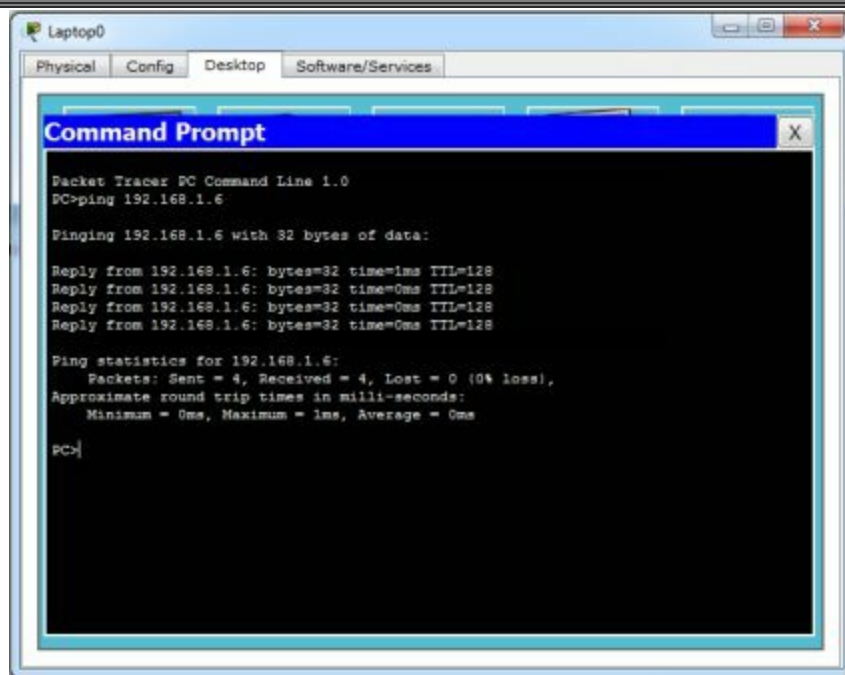 Laptop0
Physical Config Desktop Software/Services
Command Prompt X
Packet Tracer PC Command Line 1.0
PC>ping 192.168.1.6
Pinging 192.168.1.6 with 32 bytes of data:
Reply from 192.168.1.6: bytes=32 time=1ms TTL=128
Reply from 192.168.1.6: bytes=32 time=0ms TTL=128
Reply from 192.168.1.6: bytes=32 time=0ms TTL=128
Reply from 192.168.1.6: bytes=32 time=0ms TTL=128
Ping statistics for 192.168.1.6:
Packets: Sent = 4, Received = 4, Lost = 0 (0% loss),
Approximate round trip times in milli-seconds:
Minimum = 0ms, Maximum = 1ms, Average = 0ms
PC>